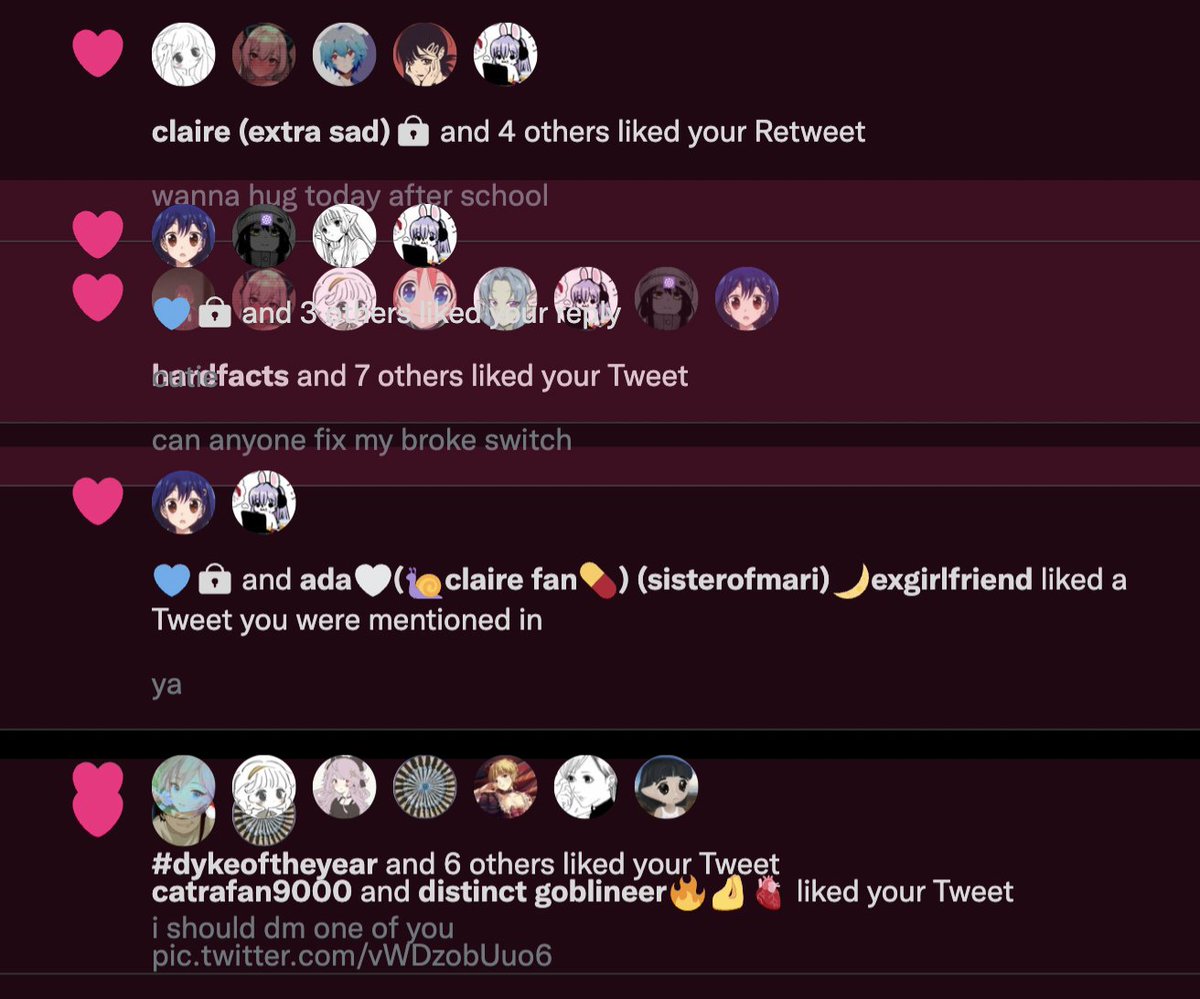 claire (extra sad)🔒 and 4 others liked your Retweet
wanna hug today after school
💙🔒 and 3 others liked your reply
cutie
hardfacts and 7 others liked your Tweet
can anyone fix my broke switch
💙🔒 and ada🤍(🐌claire fan💊) (sisterofmari)🌙exgirlfriend liked a
Tweet you were mentioned in
ya
#dykeoftheyear and 6 others liked your Tweet
catrafan9000 and distinct goblineer🔥🫴🫀 liked your Tweet
i should dm one of you
pic.twitter.com/vWDzobUuo6